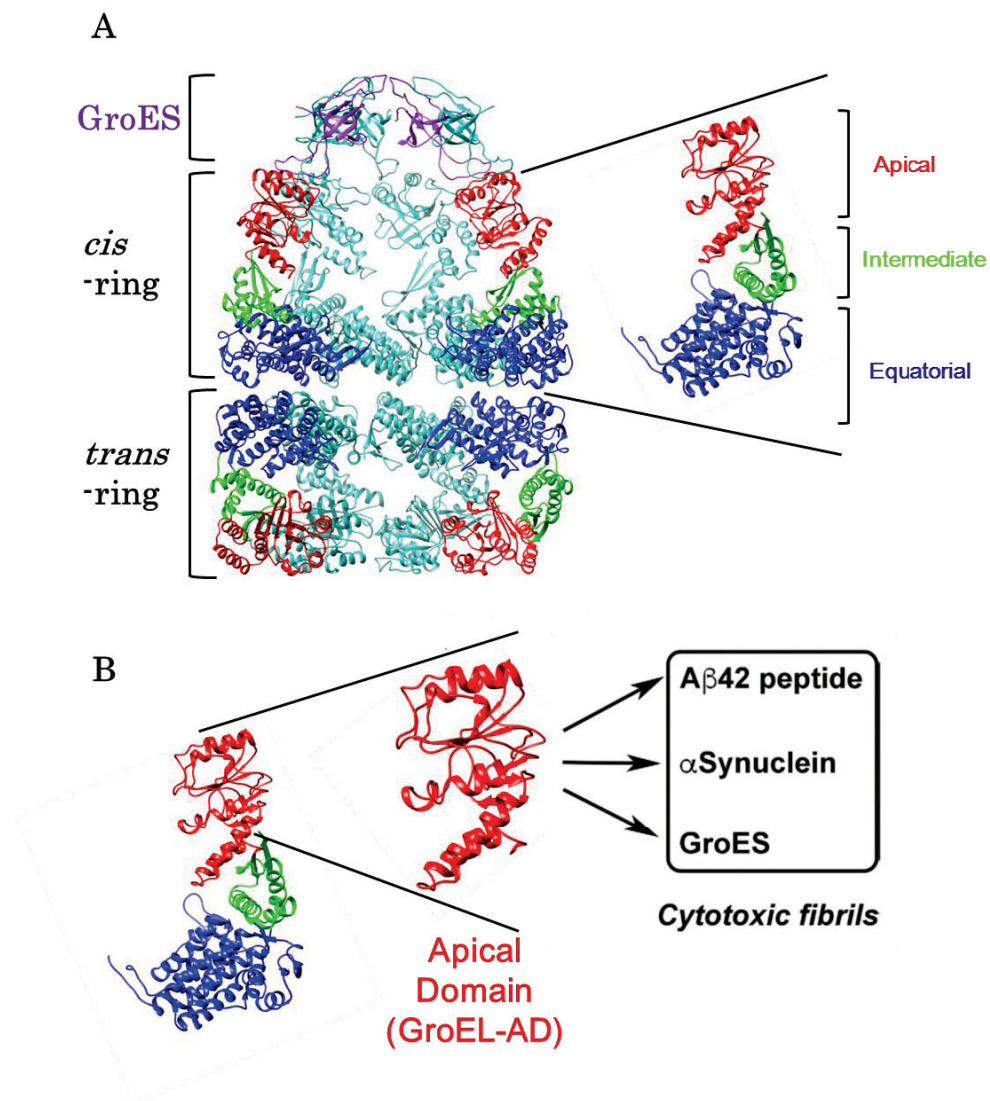 A
GroES
cis
-ring
trans
-ring
Apical
Intermediate
Equatorial
B
Aβ42 peptide
αSynuclein
GroES
Cytotoxic fibrils
Apical
Domain
(GroEL-AD)